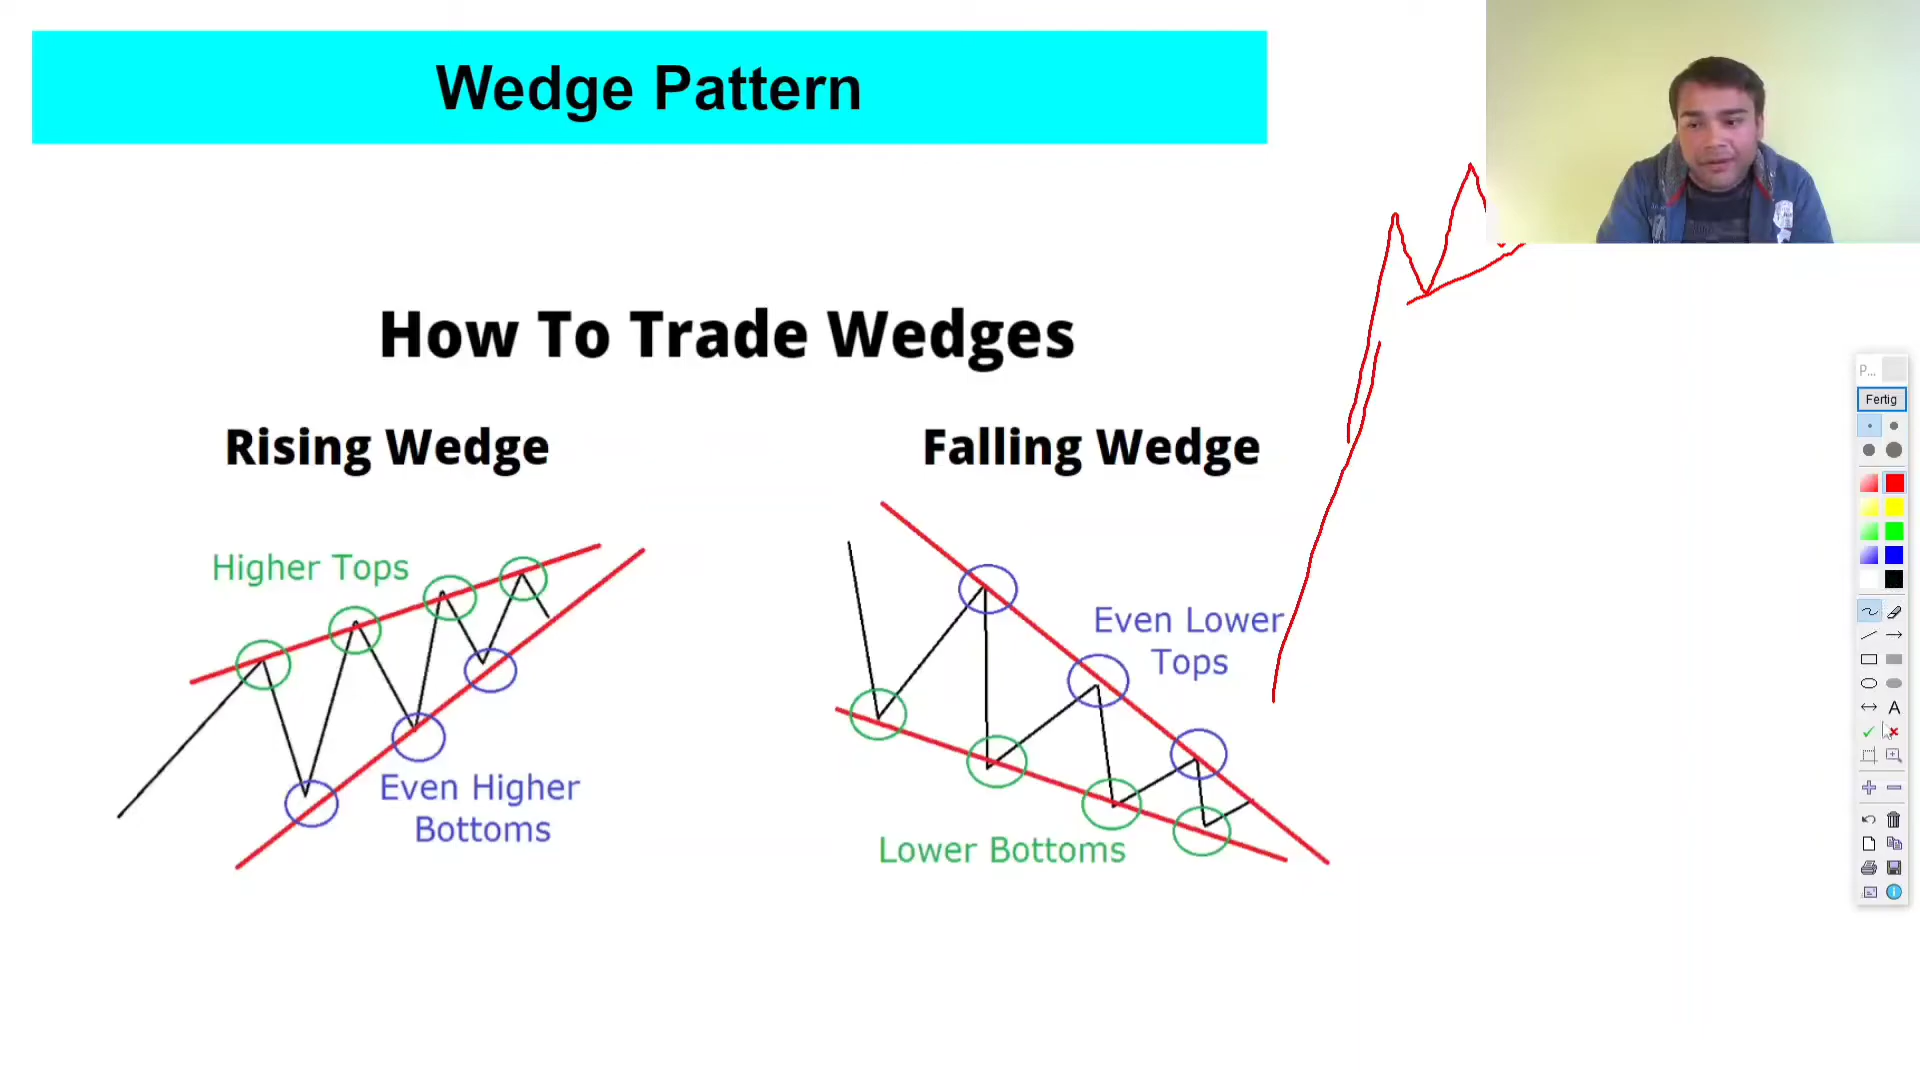 Wedge Pattern
How To Trade Wedges
Rising Wedge
Falling Wedge
Higher Tops
Even Higher
Bottoms
Even Lower
Tops
Lower Bottoms
P...
Fertig
A